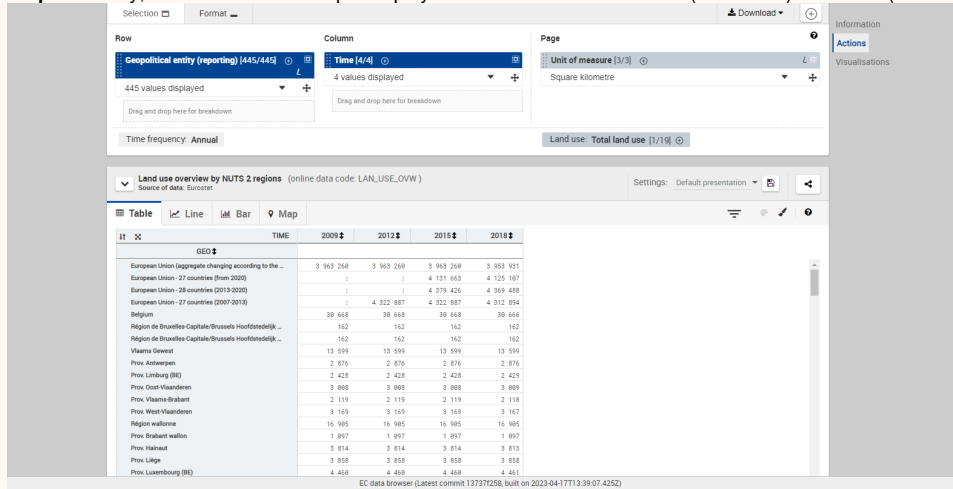 Selection Format Download
Information
Actions
Visualisations
Row Column Page
Geopolitical entity (reporting) [445/445] L Time [4/4] Unit of measure [3/3] L
445 values displayed 4 values displayed Square kilometre
Drag and drop here for breakdown Drag and drop here for breakdown
Time frequency: Annual Land use: Total land use [1/19]
Land use overview by NUTS 2 regions (online data code: LAN_USE_OVW ) Settings: Default presentation
Source of data: Eurostat
Table Line Bar Map
TIME 2009 2012 2015 2018
GEO
European Union (aggregate changing according to the ... 3 963 260 3 963 260 3 963 260 3 953 931
European Union - 27 countries (from 2020) : : 4 131 663 4 125 107
European Union - 28 countries (2013-2020) : : 4 379 426 4 369 488
European Union - 27 countries (2007-2013) : 4 322 887 4 322 887 4 312 894
Belgium 30 668 30 668 30 668 30 666
Région de Bruxelles-Capitale/Brussels Hoofdstedelijk ... 162 162 162 162
Région de Bruxelles-Capitale/Brussels Hoofdstedelijk ... 162 162 162 162
Vlaams Gewest 13 599 13 599 13 599 13 599
Prov. Antwerpen 2 876 2 876 2 876 2 876
Prov. Limburg (BE) 2 428 2 428 2 428 2 429
Prov. Oost-Vlaanderen 3 008 3 008 3 008 3 009
Prov. Vlaams-Brabant 2 119 2 119 2 119 2 118
Prov. West-Vlaanderen 3 169 3 169 3 169 3 167
Région wallonne 16 905 16 905 16 905 16 905
Prov. Brabant wallon 1 097 1 097 1 097 1 097
Prov. Hainaut 3 814 3 814 3 814 3 813
Prov. Liège 3 858 3 858 3 858 3 858
Prov. Luxembourg (BE) 4 460 4 460 4 460 4 461
EC data browser (Latest commit 13737f258, built on 2023-04-17T13:39:07.425Z)